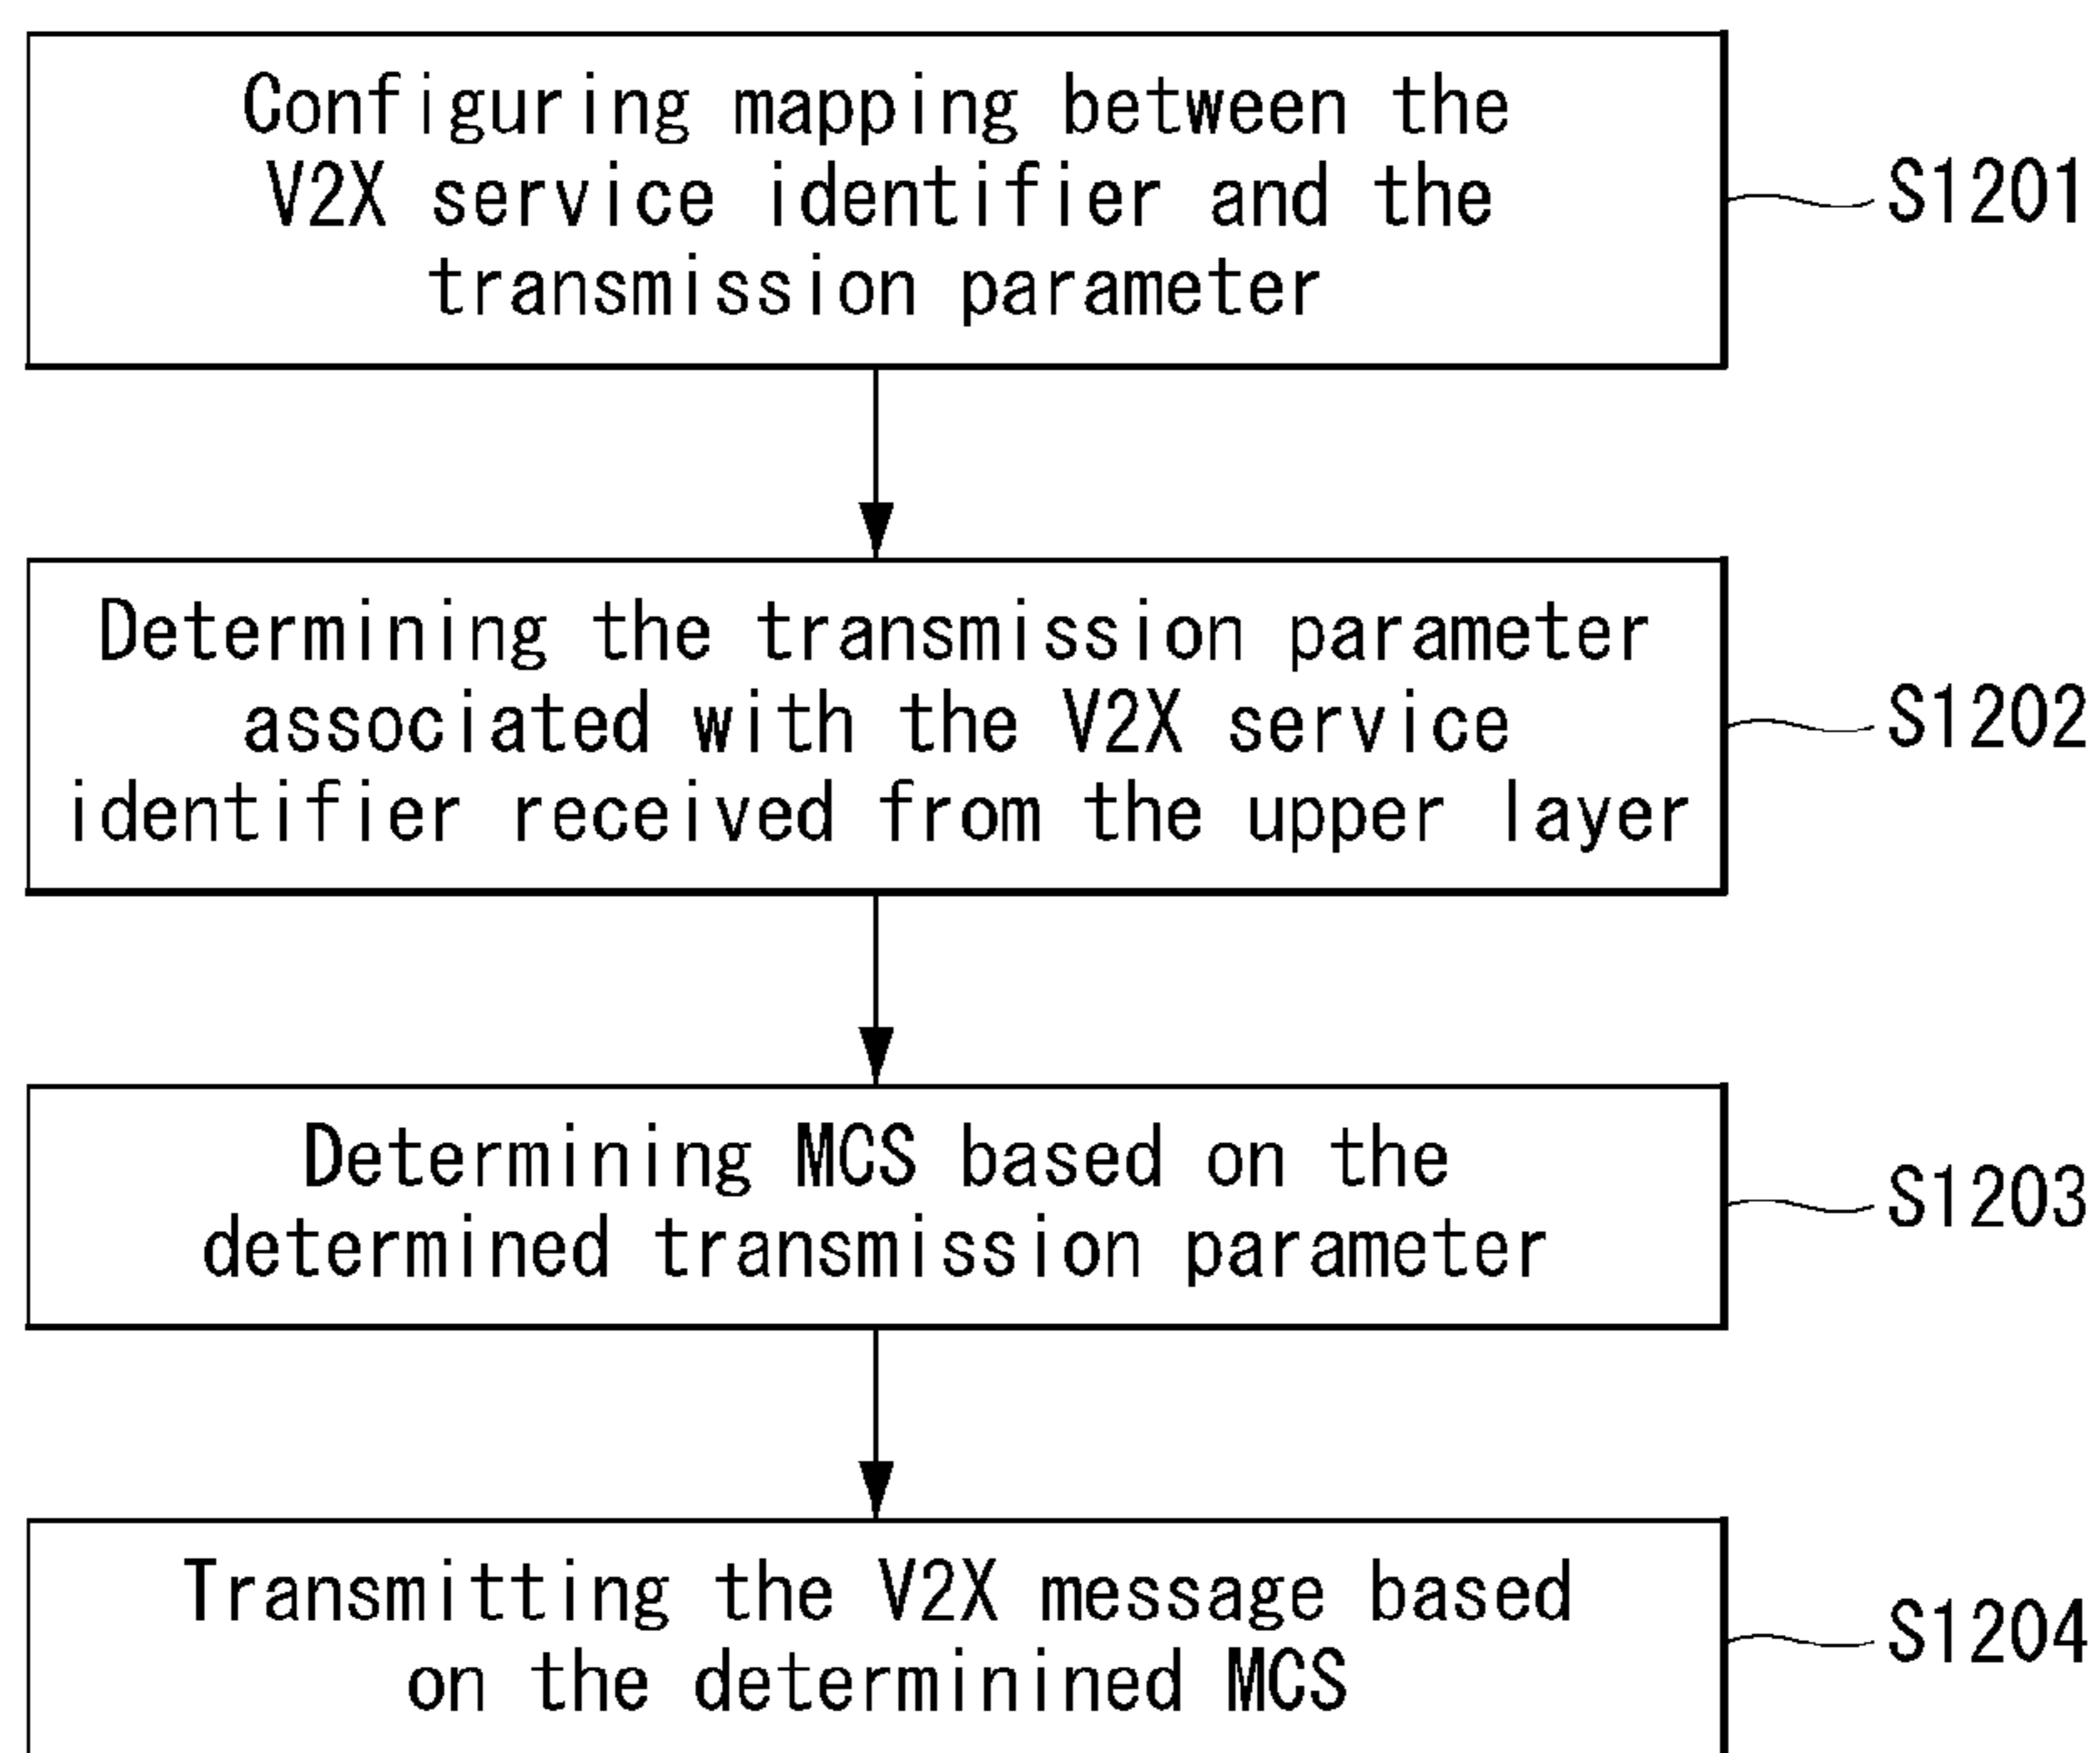 Configuring mapping between the
V2X service identifier and the
transmission parameter
S1201
Determining the transmission parameter
associated with the V2X service
identifier received from the upper layer
S1202
Determining MCS based on the
determined transmission parameter
S1203
Transmitting the V2X message based
on the determinined MCS
S1204